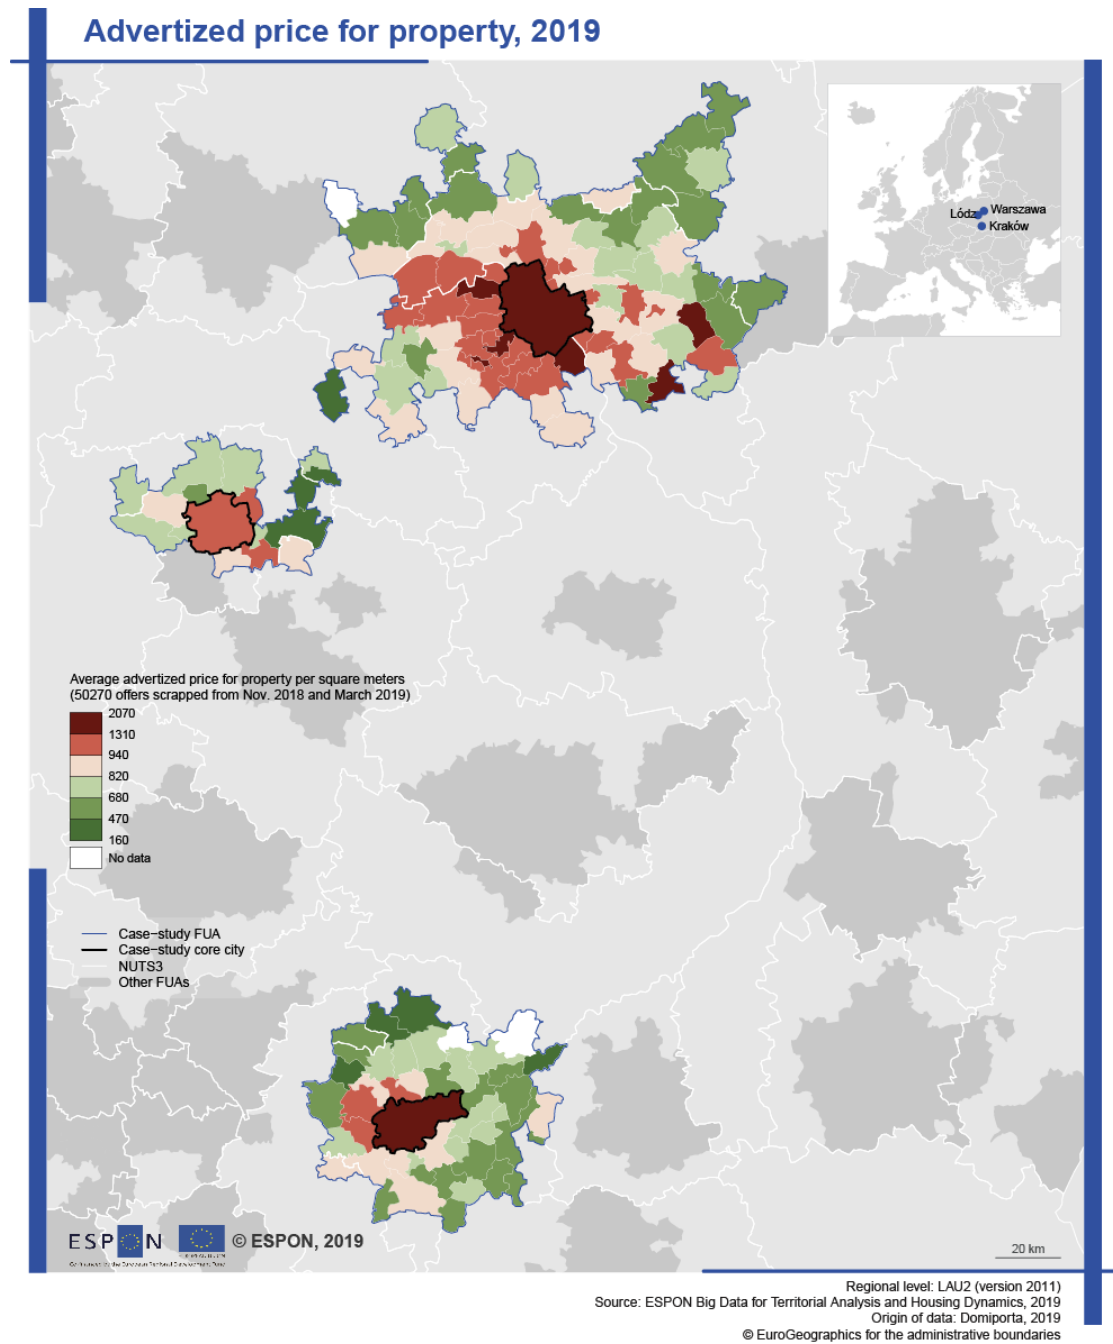 Advertized price for property, 2019
Lódz
Warszawa
Kraków
Average advertized price for property per square meters
(50270 offers scrapped from Nov. 2018 and March 2019)
2070
1310
940
820
680
470
160
No data
Case-study FUA
Case-study core city
NUTS3
Other FUAs
ESPON
© ESPON, 2019
20 km
Regional level: LAU2 (version 2011)
Source: ESPON Big Data for Territorial Analysis and Housing Dynamics, 2019
Origin of data: Domiporta, 2019
© EuroGeographics for the administrative boundaries